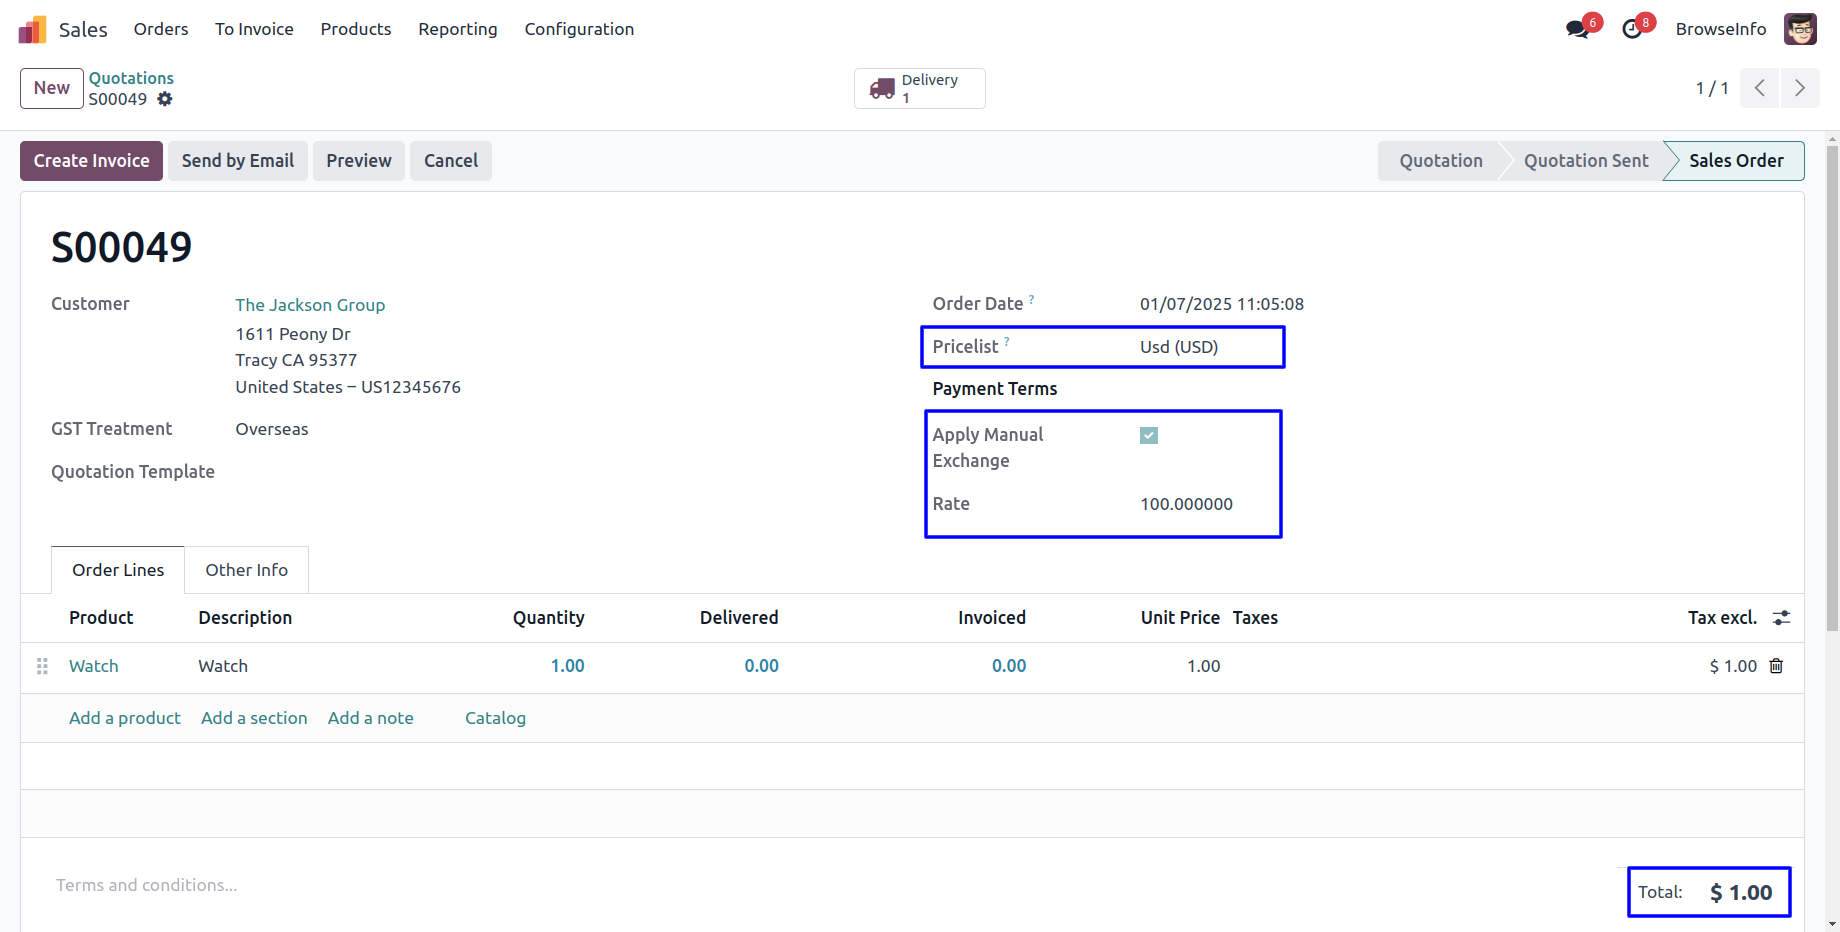 Sales Orders To Invoice Products Reporting Configuration 6 8 BrowseInfo
New Quotations
S00049
Delivery
1
1 / 1
Create Invoice Send by Email Preview Cancel Quotation Quotation Sent Sales Order
S00049
Customer The Jackson Group
1611 Peony Dr
Tracy CA 95377
United States – US12345676
GST Treatment Overseas
Quotation Template
Order Date ? 01/07/2025 11:05:08
Pricelist ? Usd (USD)
Payment Terms
Apply Manual
Exchange
Rate 100.000000
Order Lines Other Info
Product Description Quantity Delivered Invoiced Unit Price Taxes Tax excl.
Watch Watch 1.00 0.00 0.00 1.00 $ 1.00
Add a product Add a section Add a note Catalog
Terms and conditions...
Total: $ 1.00